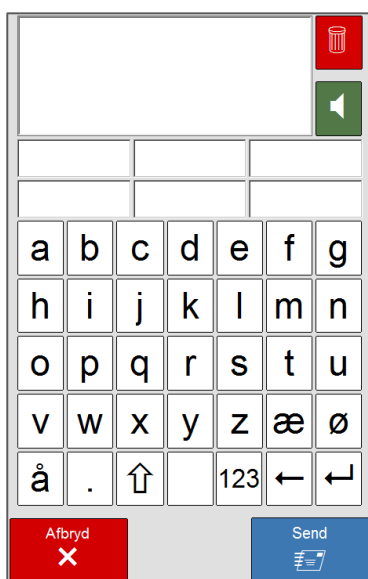 a b c d e f g
h i j k l m n
o p q r s t u
v w x y z æ ø
å . ⇧ 123 ← ↵
Afbryd Send